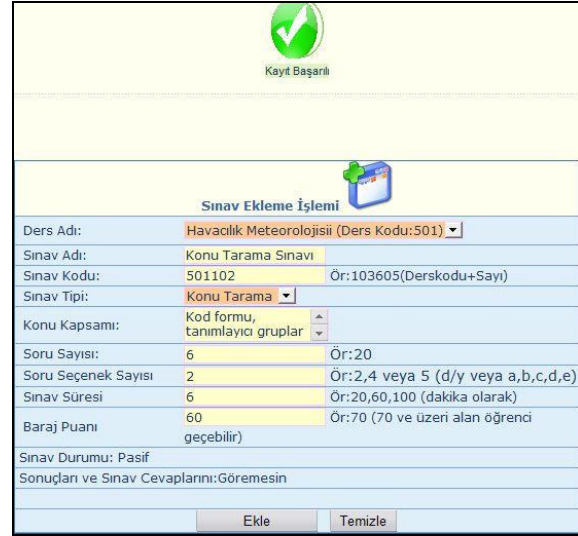 Kayıt Başarılı
Sınav Ekleme İşlemi
Ders Adı: Havacılık Meteorolojisii (Ders Kodu:501)
Sınav Adı: Konu Tarama Sınavı
Sınav Kodu: 501102 Ör:103605(Derskodu+Sayı)
Sınav Tipi: Konu Tarama
Konu Kapsamı: Kod formu,
tanımlayıcı gruplar
Soru Sayısı: 6 Ör:20
Soru Seçenek Sayısı 2 Ör:2,4 veya 5 (d/y veya a,b,c,d,e)
Sınav Süresi 6 Ör:20,60,100 (dakika olarak)
Baraj Puanı 60 Ör:70 (70 ve üzeri alan öğrenci
geçebilir)
Sınav Durumu: Pasif
Sonuçları ve Sınav Cevaplarını:Göremesin
Ekle Temizle